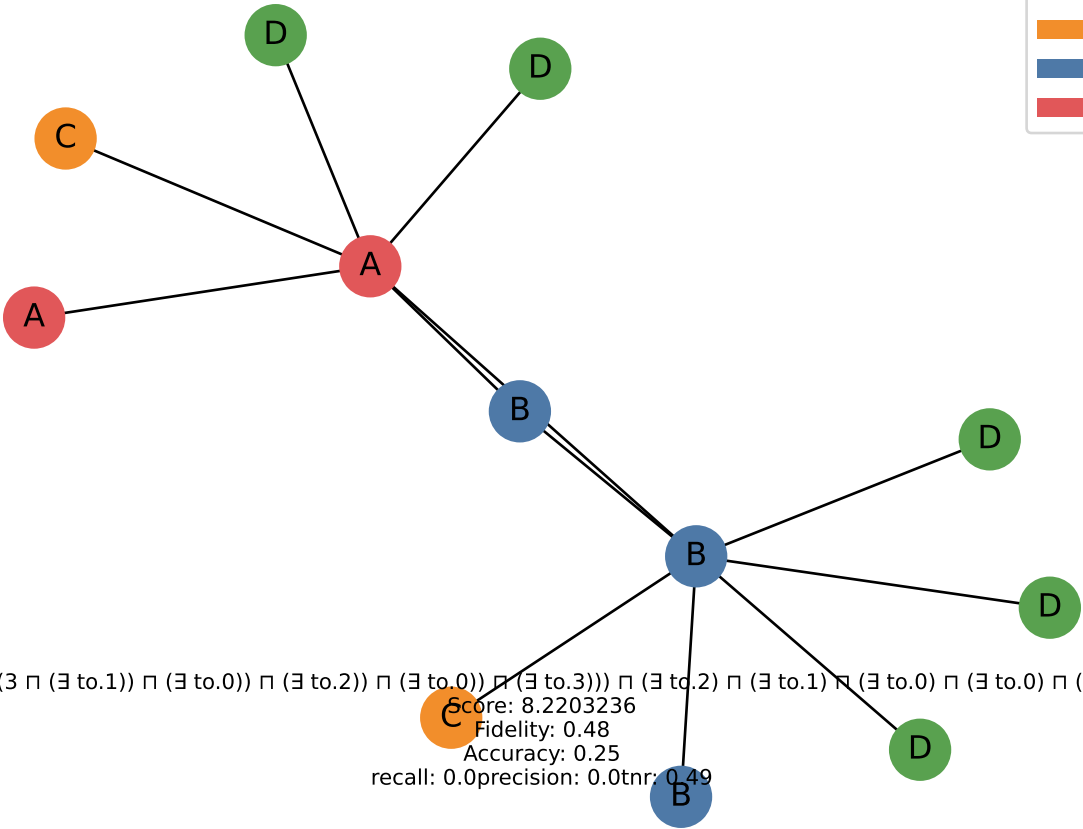 D
D
C
A
A
B
D
B
D
(3 ⊓ (∃ to.1)) ⊓ (∃ to.0)) ⊓ (∃ to.2)) ⊓ (∃ to.0)) ⊓ (∃ to.3))) ⊓ (∃ to.2) ⊓ (∃ to.1) ⊓ (∃ to.0) ⊓ (∃ to.0) ⊓ (
Score: 8.2203236
C
Fidelity: 0.48
D
Accuracy: 0.25
recall: 0.0precision: 0.0tnr: 0.49
B